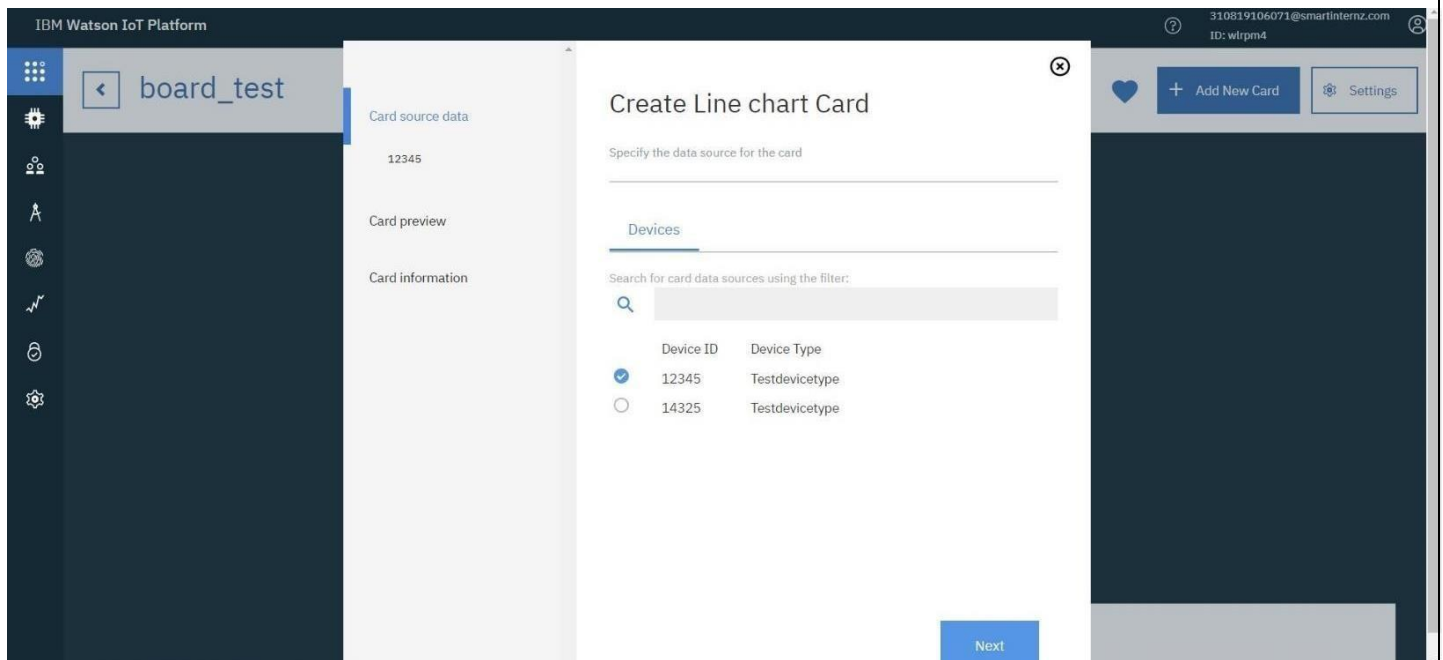 IBM Watson IoT Platform
310819106071@smartinternz.com
ID: wlrpm4
board_test
+ Add New Card
Settings
Card source data
12345
Card preview
Card information
Create Line chart Card
Specify the data source for the card
Devices
Search for card data sources using the filter:
Device ID Device Type
12345 Testdevicetype
14325 Testdevicetype
Next